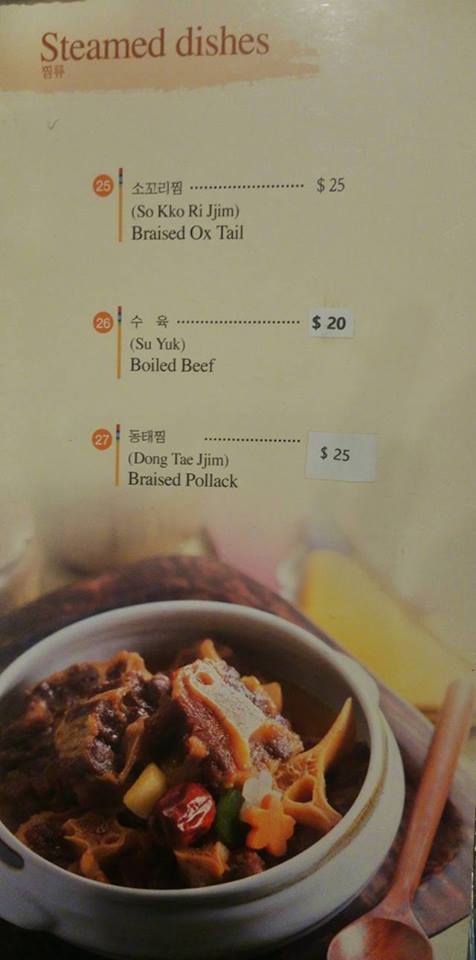 Steamed dishes
찜류
25 소꼬리찜 ........................ $ 25
(So Kko Ri Jjim)
Braised Ox Tail
26 수 육 ........................ $ 20
(Su Yuk)
Boiled Beef
27 동태찜 .................... $ 25
(Dong Tae Jjim)
Braised Pollack